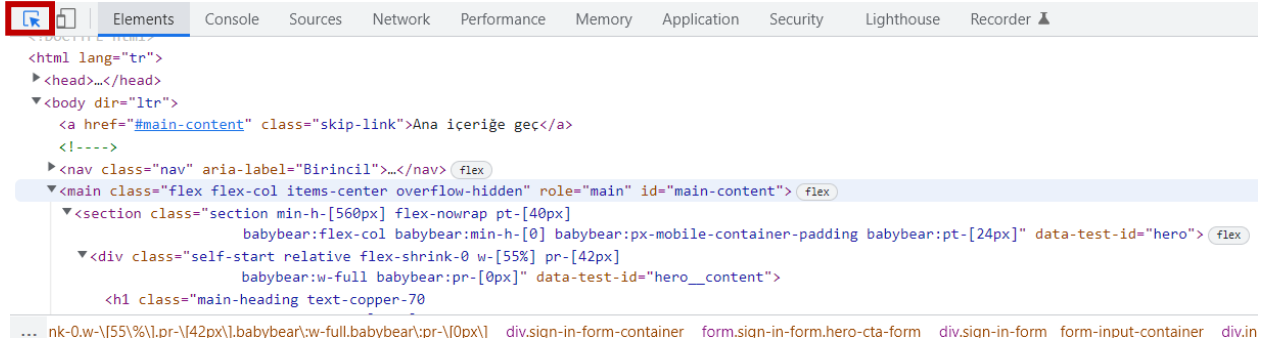 Elements Console Sources Network Performance Memory Application Security Lighthouse Recorder
<!DOCTYPE html>
<html lang="tr">
<head>…</head>
<body dir="ltr">
<a href="#main-content" class="skip-link">Ana içeriğe geç</a>
<!---->
<nav class="nav" aria-label="Birincil">…</nav> flex
<main class="flex flex-col items-center overflow-hidden" role="main" id="main-content"> flex
<section class="section min-h-[560px] flex-nowrap pt-[40px]
babybear:flex-col babybear:min-h-[0] babybear:px-mobile-container-padding babybear:pt-[24px]" data-test-id="hero"> flex
<div class="self-start relative flex-shrink-0 w-[55%] pr-[42px]
babybear:w-full babybear:pr-[0px]" data-test-id="hero__content">
<h1 class="main-heading text-copper-70
... nk-0.w-\[55\%\].pr-\[42px\].babybear\:w-full.babybear\:pr-\[0px\] div.sign-in-form-container form.sign-in-form.hero-cta-form div.sign-in-form form-input-container div.in